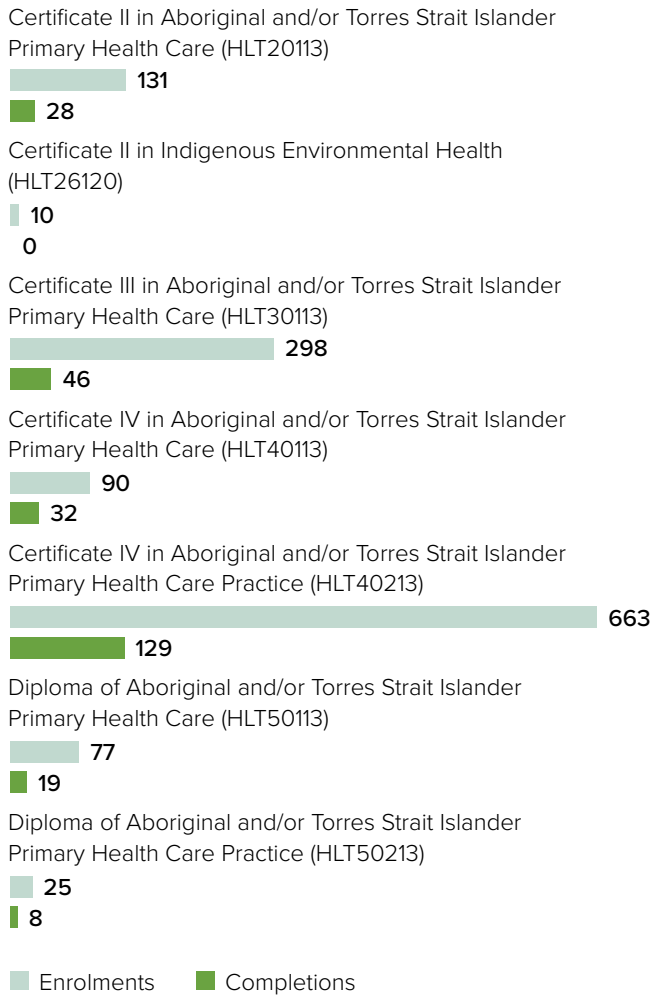 Certificate II in Aboriginal and/or Torres Strait Islander
Primary Health Care (HLT20113)
131
28
Certificate II in Indigenous Environmental Health
(HLT26120)
10
0
Certificate III in Aboriginal and/or Torres Strait Islander
Primary Health Care (HLT30113)
298
46
Certificate IV in Aboriginal and/or Torres Strait Islander
Primary Health Care (HLT40113)
90
32
Certificate IV in Aboriginal and/or Torres Strait Islander
Primary Health Care Practice (HLT40213)
663
129
Diploma of Aboriginal and/or Torres Strait Islander
Primary Health Care (HLT50113)
77
19
Diploma of Aboriginal and/or Torres Strait Islander
Primary Health Care Practice (HLT50213)
25
8
Enrolments Completions